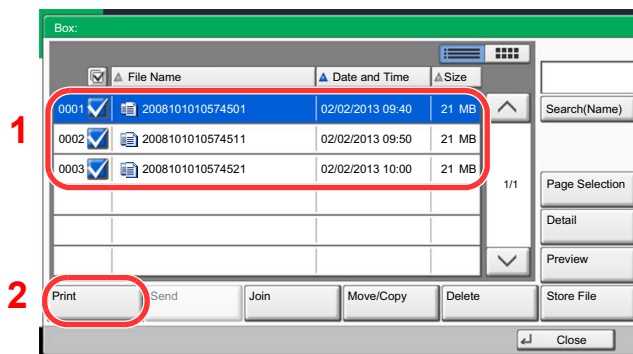 Box:
File Name Date and Time Size
1
0001 2008101010574501 02/02/2013 09:40 21 MB
Search(Name)
0002 2008101010574511 02/02/2013 09:50 21 MB
0003 2008101010574521 02/02/2013 10:00 21 MB
1/1
Page Selection
Detail
Preview
2
Print Send Join Move/Copy Delete Store File
Close